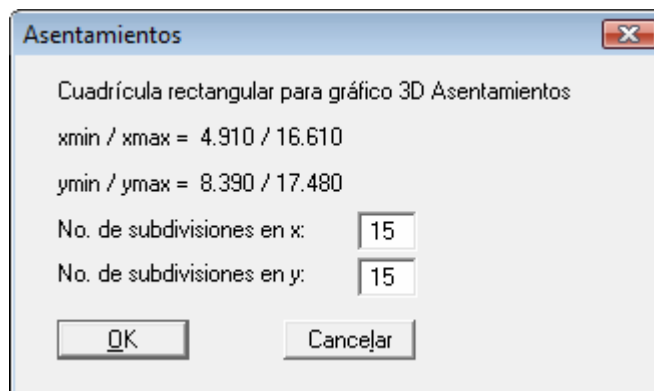 Asentamientos
Cuadrícula rectangular para gráfico 3D Asentamientos
xmin / xmax = 4.910 / 16.610
ymin / ymax = 8.390 / 17.480
No. de subdivisiones en x: 15
No. de subdivisiones en y: 15
OK Cancelar